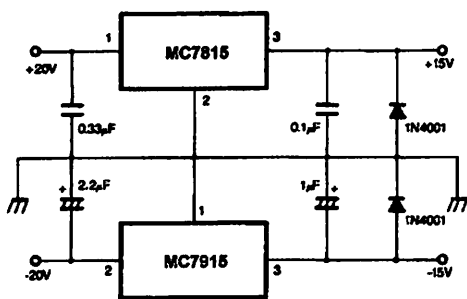 1 MC7815 3
+20V +15V
2
0.33µF 0.1µF 1N4001
+ 2.2µF 1µF +
1 1N4001
2 MC7915 3
-20V -15V